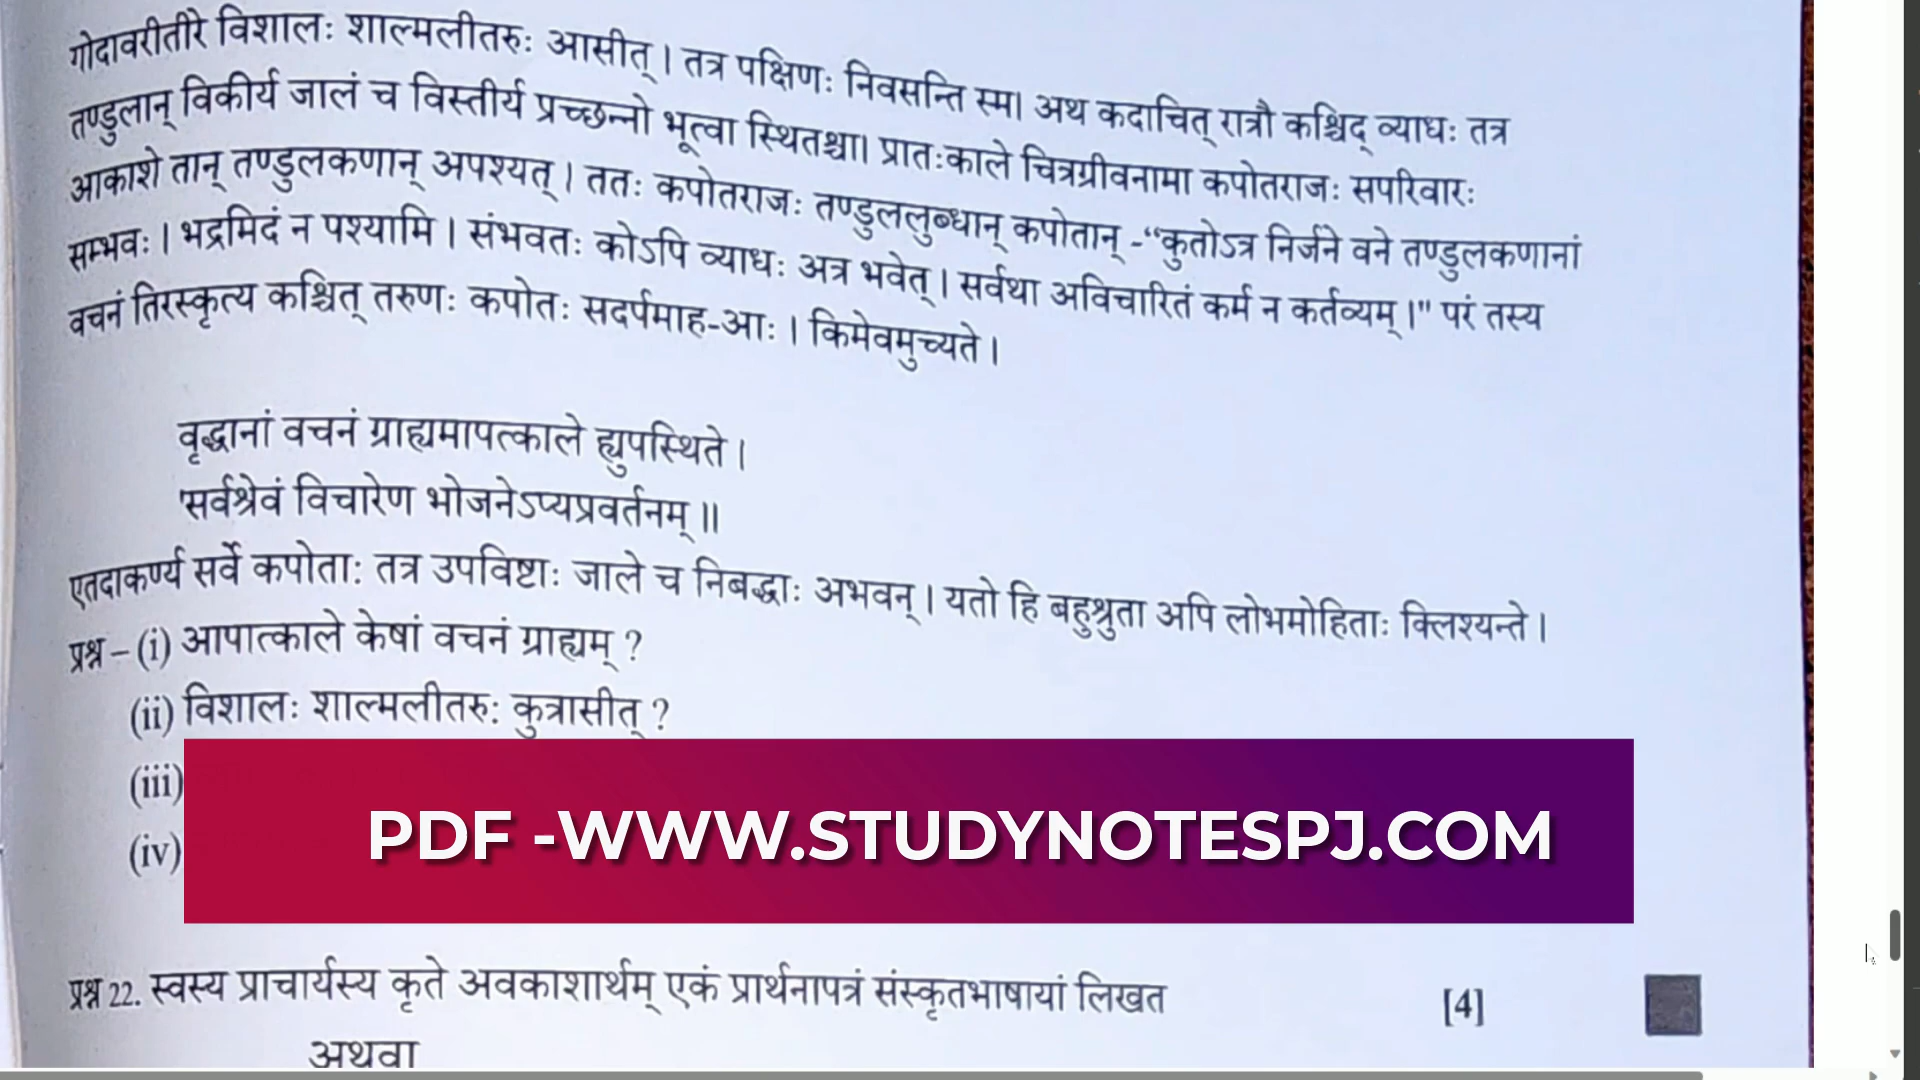 गोदावरीतीरे विशालः शाल्मलीतरुः आसीत् । तत्र पक्षिणः निवसन्ति स्म। अथ कदाचित् रात्रौ कश्चिद् व्याधः तत्र
तण्डुलान् विकीर्य जालं च विस्तीर्य प्रच्छन्नो भूत्वा स्थितश्च। प्रातःकाले चित्रग्रीवनामा कपोतराजः सपरिवारः
आकाशे तान् तण्डुलकणान् अपश्यत् । ततः कपोतराजः तण्डुललुब्धान् कपोतान् -“कुतोऽत्र निर्जने वने तण्डुलकणानां
सम्भवः । भद्रमिदं न पश्यामि । संभवतः कोऽपि व्याधः अत्र भवेत् । सर्वथा अविचारितं कर्म न कर्तव्यम् ।" परं तस्य
वचनं तिरस्कृत्य कश्चित् तरुणः कपोतः सदर्पमाह-आः । किमेवमुच्यते ।
वृद्धानां वचनं ग्राह्यमापत्काले ह्युपस्थिते ।
'सर्वश्रेवं विचारेण भोजनेऽप्यप्रवर्तनम् ॥
एतदाकर्ण्य सर्वे कपोताः तत्र उपविष्टाः जाले च निबद्धाः अभवन् । यतो हि बहुश्रुता अपि लोभमोहिताः क्लिश्यन्ते ।
प्रश्न – (i) आपात्काले केषां वचनं ग्राह्यम् ?
(ii) विशालः शाल्मलीतरुः कुत्रासीत् ?
(iii)
(iv)
PDF -WWW.STUDYNOTESPJ.COM
प्रश्न 22. स्वस्य प्राचार्यस्य कृते अवकाशार्थम् एकं प्रार्थनापत्रं संस्कृतभाषायां लिखत [4]
अथवा